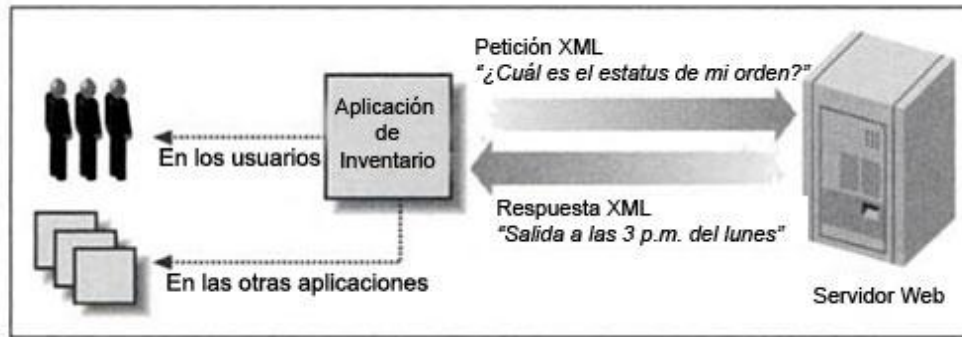 Petición XML
"¿Cuál es el estatus de mi orden?"
Aplicación
de
Inventario
En los usuarios
Respuesta XML
"Salida a las 3 p.m. del lunes"
En las otras aplicaciones
Servidor Web